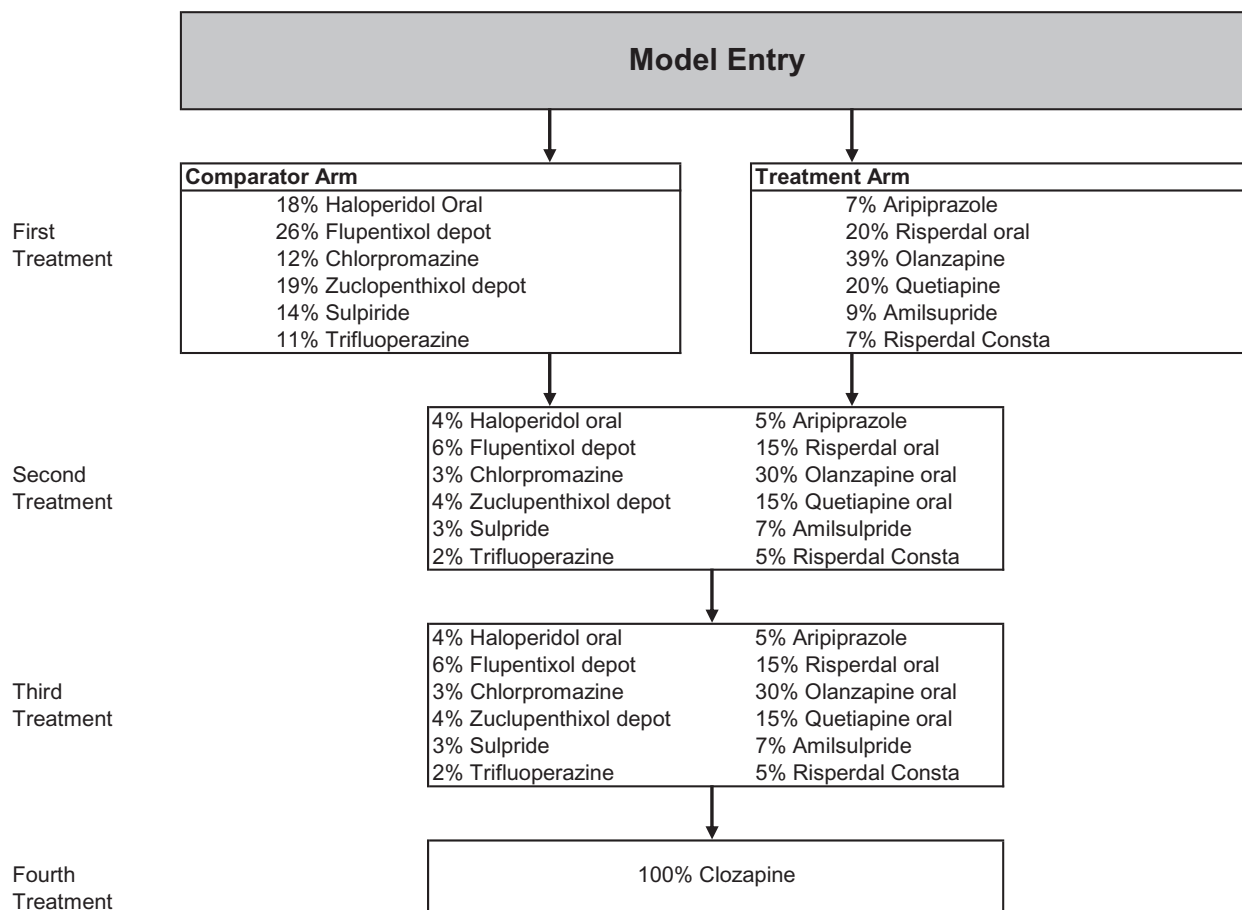 Model Entry
Comparator Arm
Treatment Arm
First
Treatment
18% Haloperidol Oral
26% Flupentixol depot
12% Chlorpromazine
19% Zuclopenthixol depot
14% Sulpiride
11% Trifluoperazine
7% Aripiprazole
20% Risperdal oral
39% Olanzapine
20% Quetiapine
9% Amilsupride
7% Risperdal Consta
Second
Treatment
4% Haloperidol oral
6% Flupentixol depot
3% Chlorpromazine
4% Zuclupenthixol depot
3% Sulpride
2% Trifluoperazine
5% Aripiprazole
15% Risperdal oral
30% Olanzapine oral
15% Quetiapine oral
7% Amilsulpride
5% Risperdal Consta
Third
Treatment
4% Haloperidol oral
6% Flupentixol depot
3% Chlorpromazine
4% Zuclupenthixol depot
3% Sulpride
2% Trifluoperazine
5% Aripiprazole
15% Risperdal oral
30% Olanzapine oral
15% Quetiapine oral
7% Amilsulpride
5% Risperdal Consta
Fourth
Treatment
100% Clozapine